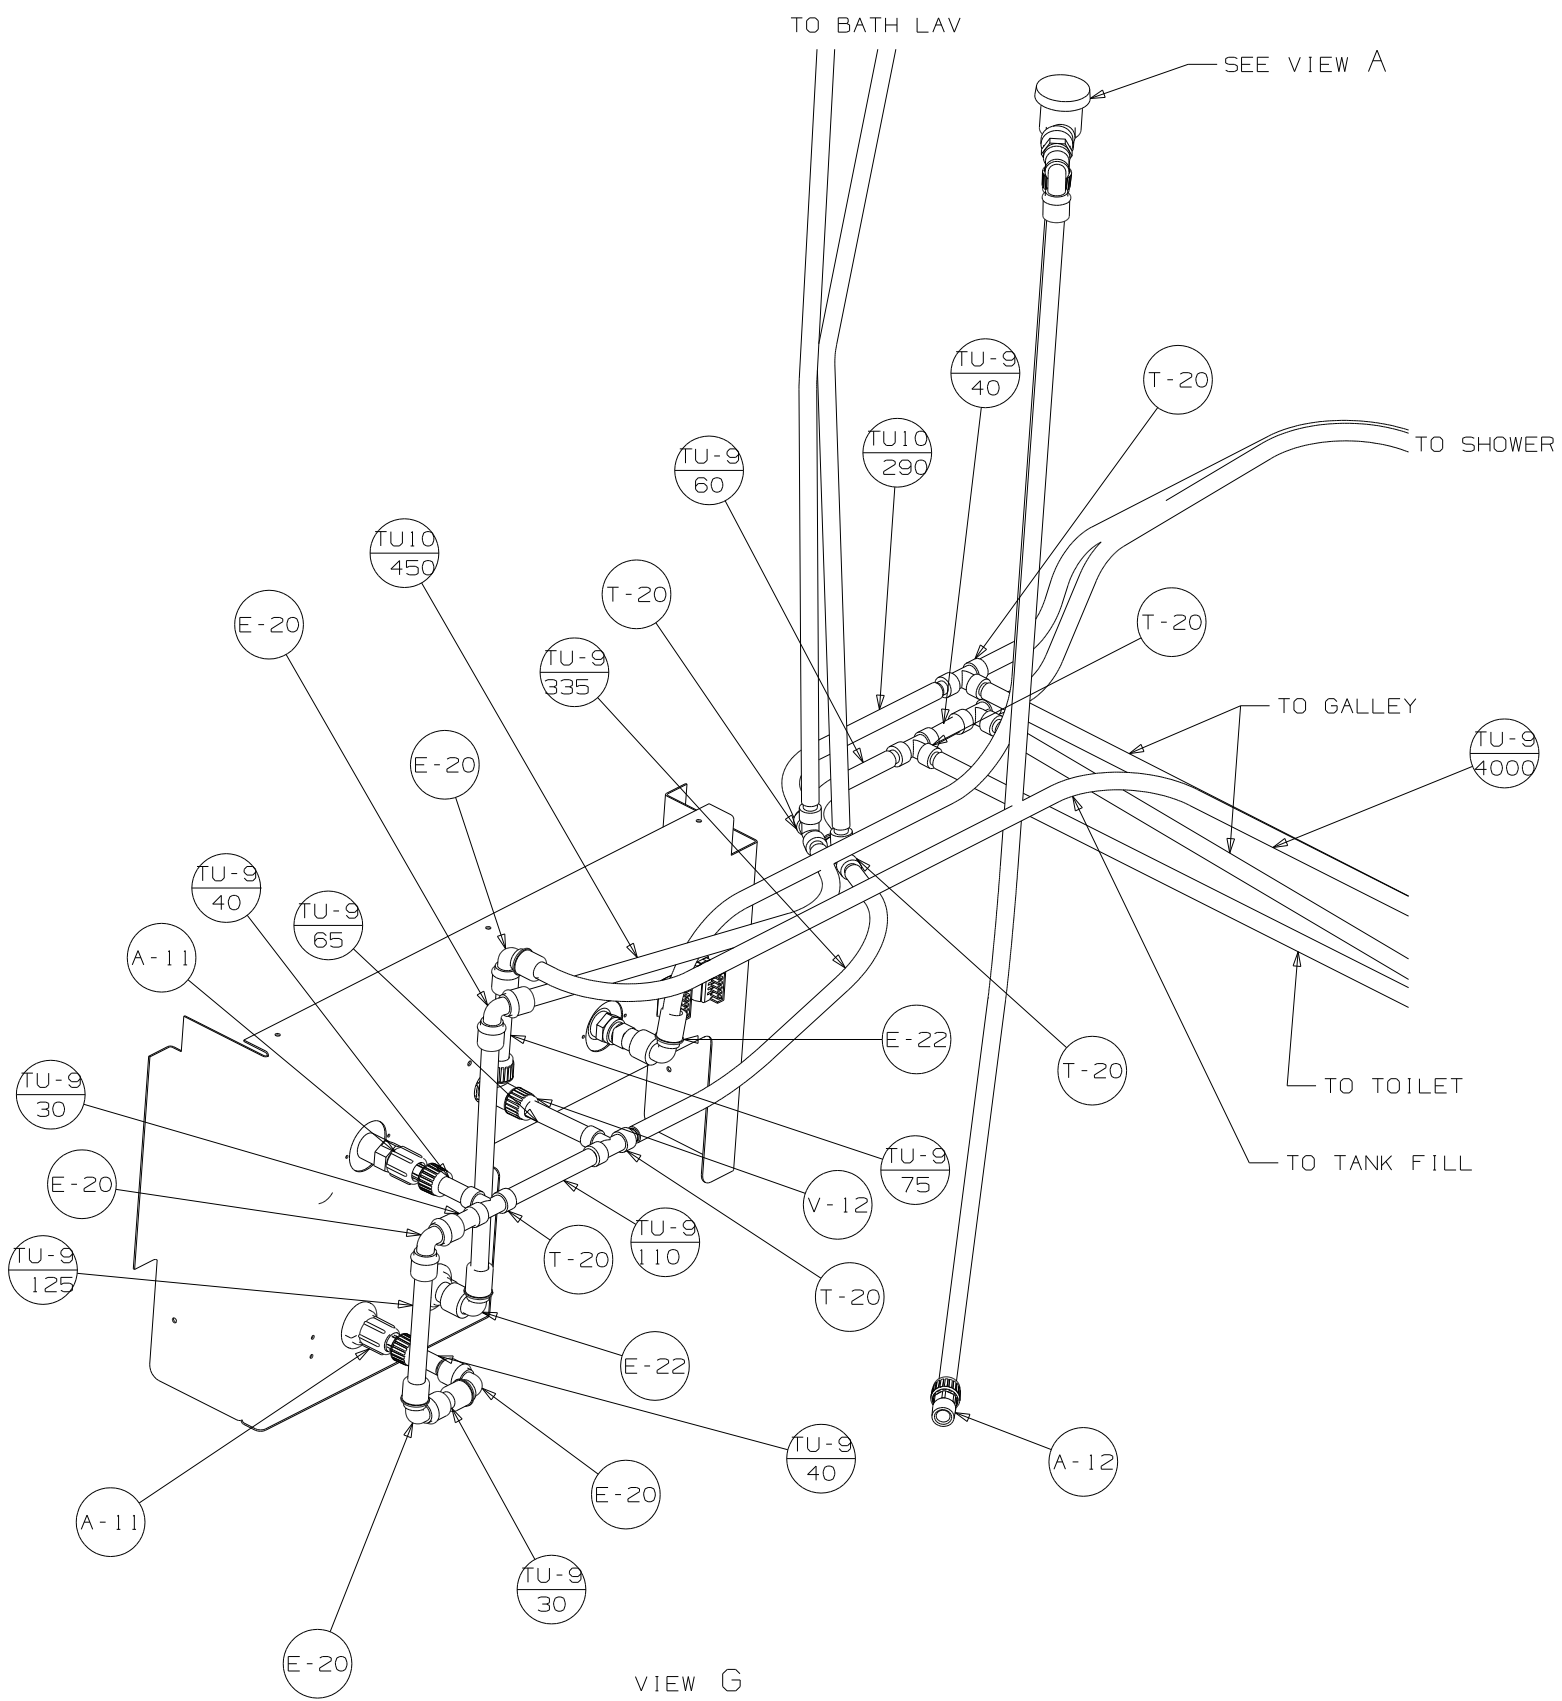 TO BATH LAV
SEE VIEW A
TU-9
40
T-20
TU10
290
TO SHOWER
TU-9
60
TU10
450
T-20
E-20
T-20
TU-9
335
TO GALLEY
TU-9
4000
E-20
TU-9
40
TU-9
65
A-11
E-22
T-20
TO TOILET
TU-9
30
TU-9
75
TO TANK FILL
E-20
V-12
TU-9
110
T-20
TU-9
125
T-20
E-22
TU-9
40
A-12
E-20
A-11
TU-9
30
E-20
VIEW G